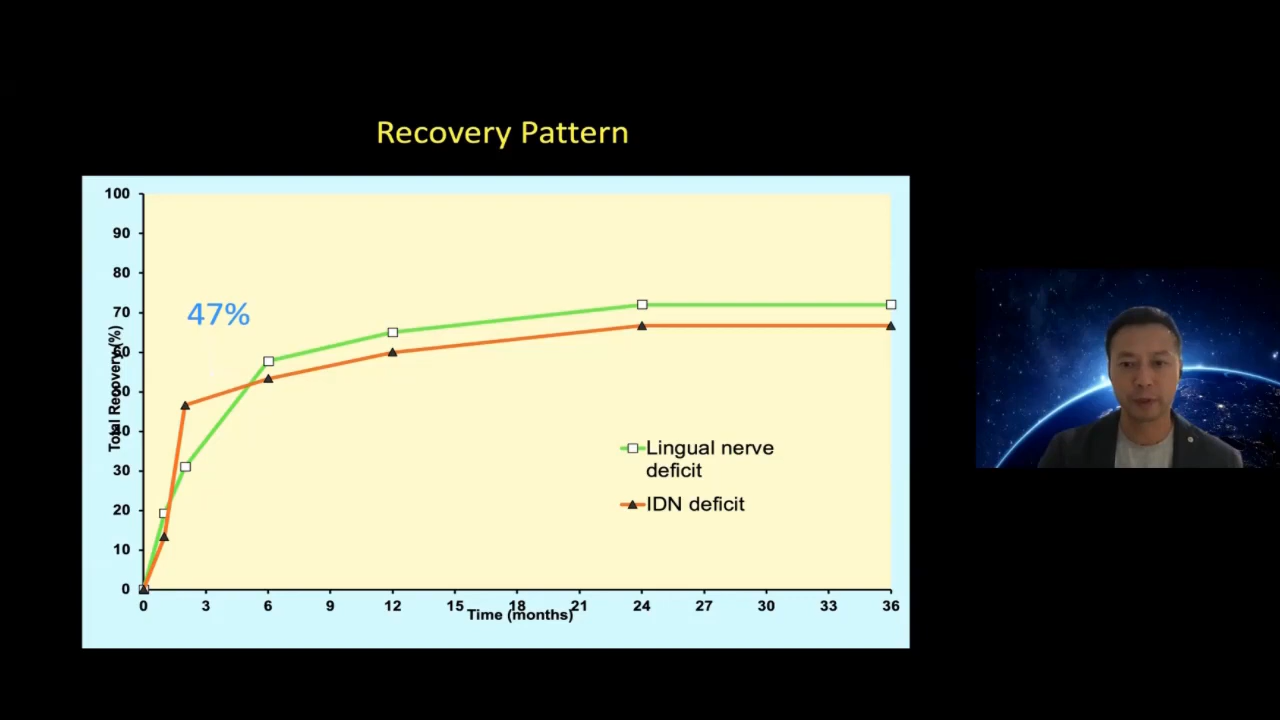 Recovery Pattern
100
90
80
70
60
50
40
30
20
10
0
Total Recovery (%)
47%
Lingual nerve
deficit
IDN deficit
0 3 6 9 12 15 18 21 24 27 30 33 36
Time (months)